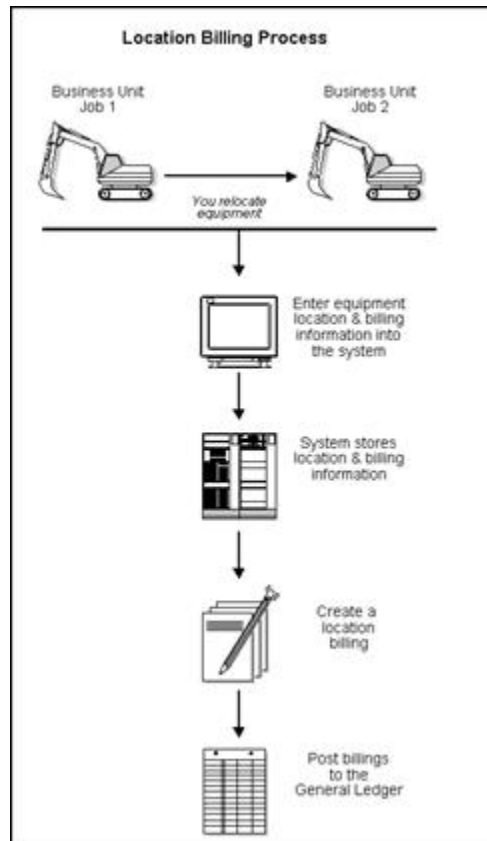 Location Billing Process
Business Unit
Job 1
Business Unit
Job 2
You relocate
equipment
Enter equipment
location & billing
information into
the system
System stores
location & billing
information
Create a
location
billing
Post billings
to the
General Ledger